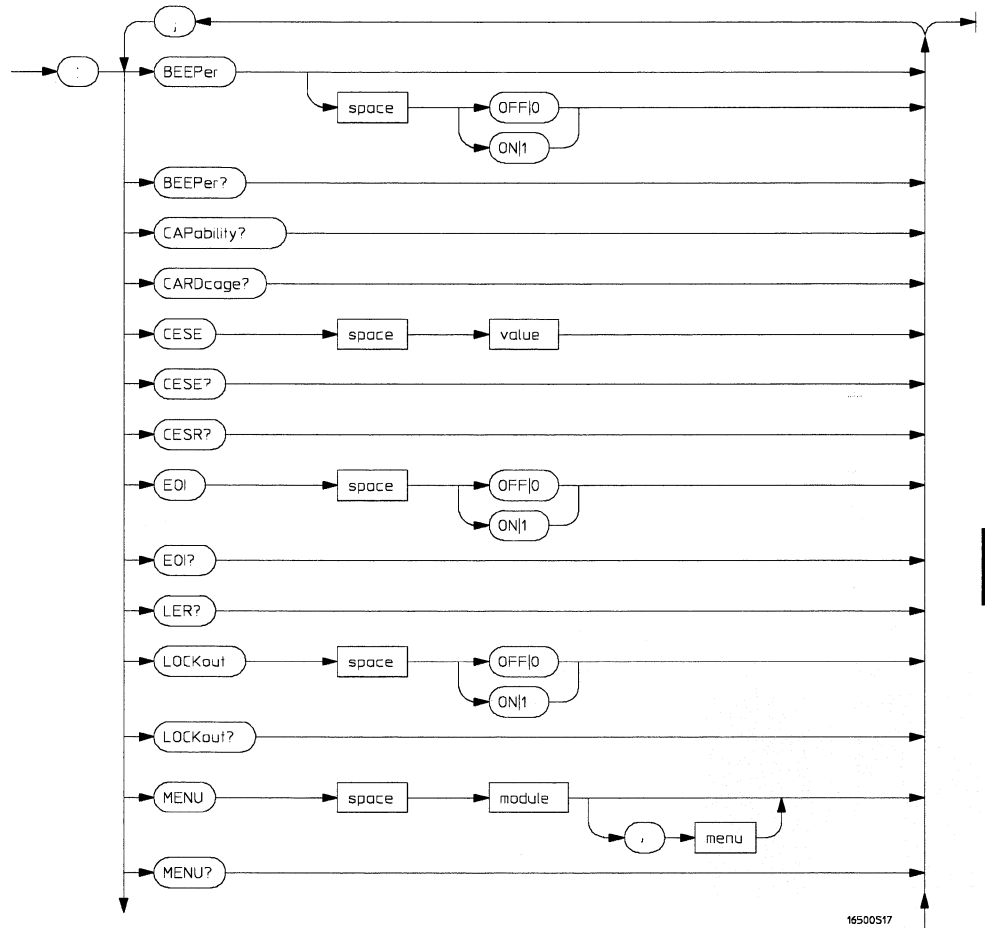 ;
: BEEPer
space OFF|0
ON|1
BEEPer?
CAPability?
CARDcage?
CESE space value
CESE?
CESR?
EOI space OFF|0
ON|1
EOI?
LER?
LOCKout space OFF|0
ON|1
LOCKout?
MENU space module
, menu
MENU?
16500S17